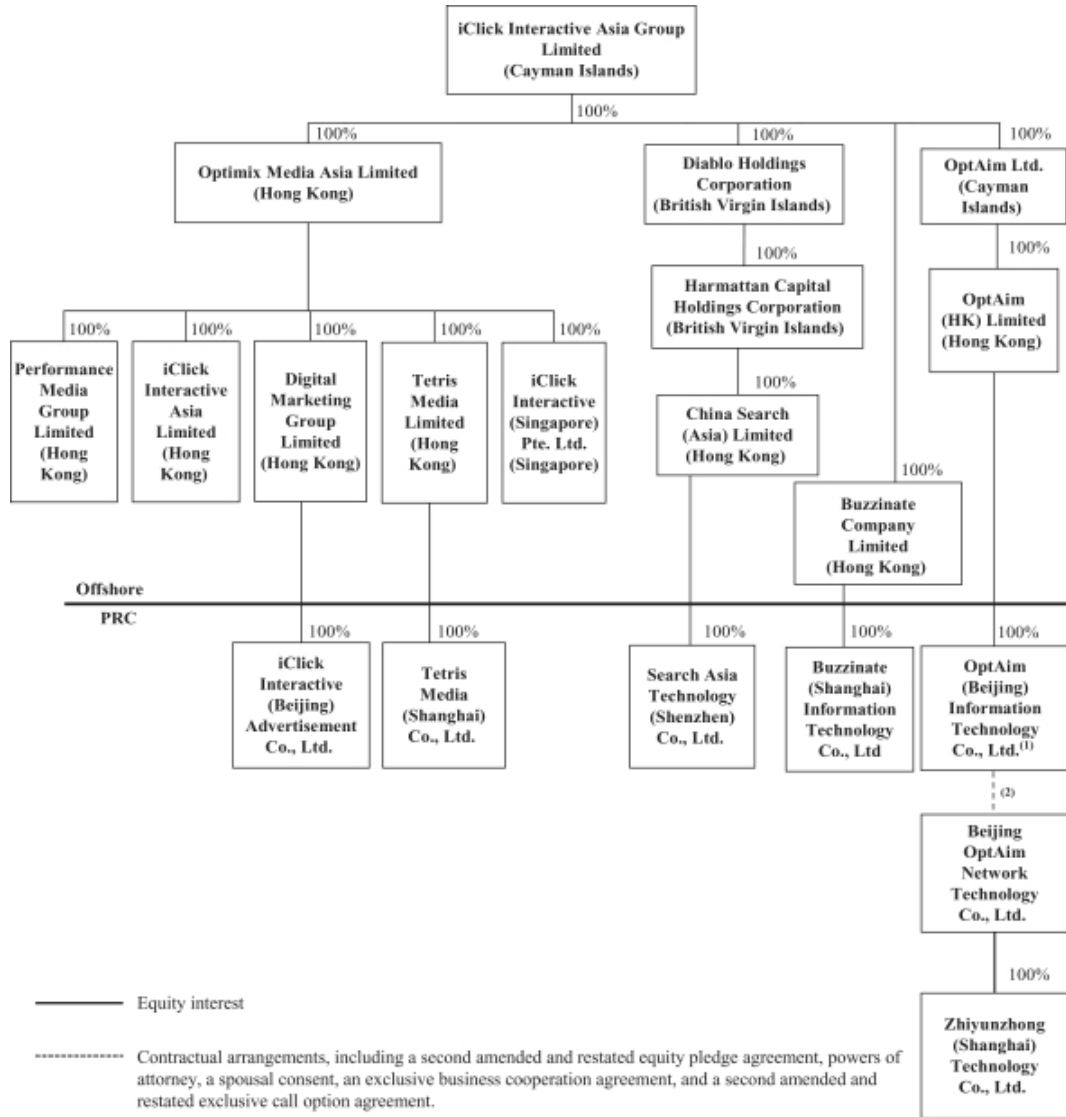 iClick Interactive Asia Group
Limited
(Cayman Islands)
100%
100%
Optimix Media Asia Limited
(Hong Kong)
100%
Diablo Holdings
Corporation
(British Virgin Islands)
100%
OptAim Ltd.
(Cayman
Islands)
100%
Harmattan Capital
Holdings Corporation
(British Virgin Islands)
100%
OptAim
(HK) Limited
(Hong Kong)
100%
Performance
Media
Group
Limited
(Hong
Kong)
100%
iClick
Interactive
Asia
Limited
(Hong
Kong)
100%
Digital
Marketing
Group
Limited
(Hong Kong)
100%
Tetris
Media
Limited
(Hong
Kong)
100%
iClick
Interactive
(Singapore)
Pte. Ltd.
(Singapore)
100%
China Search
(Asia) Limited
(Hong Kong)
100%
Buzzinate
Company
Limited
(Hong Kong)
Offshore
PRC
100%
iClick
Interactive
(Beijing)
Advertisement
Co., Ltd.
100%
Tetris
Media
(Shanghai)
Co., Ltd.
100%
Search Asia
Technology
(Shenzhen)
Co., Ltd.
100%
Buzzinate
(Shanghai)
Information
Technology
Co., Ltd
100%
OptAim
(Beijing)
Information
Technology
Co., Ltd.(1)
(2)
Beijing
OptAim
Network
Technology
Co., Ltd.
100%
Zhiyunzhong
(Shanghai)
Technology
Co., Ltd.
Equity interest
Contractual arrangements, including a second amended and restated equity pledge agreement, powers of
attorney, a spousal consent, an exclusive business cooperation agreement, and a second amended and
restated exclusive call option agreement.